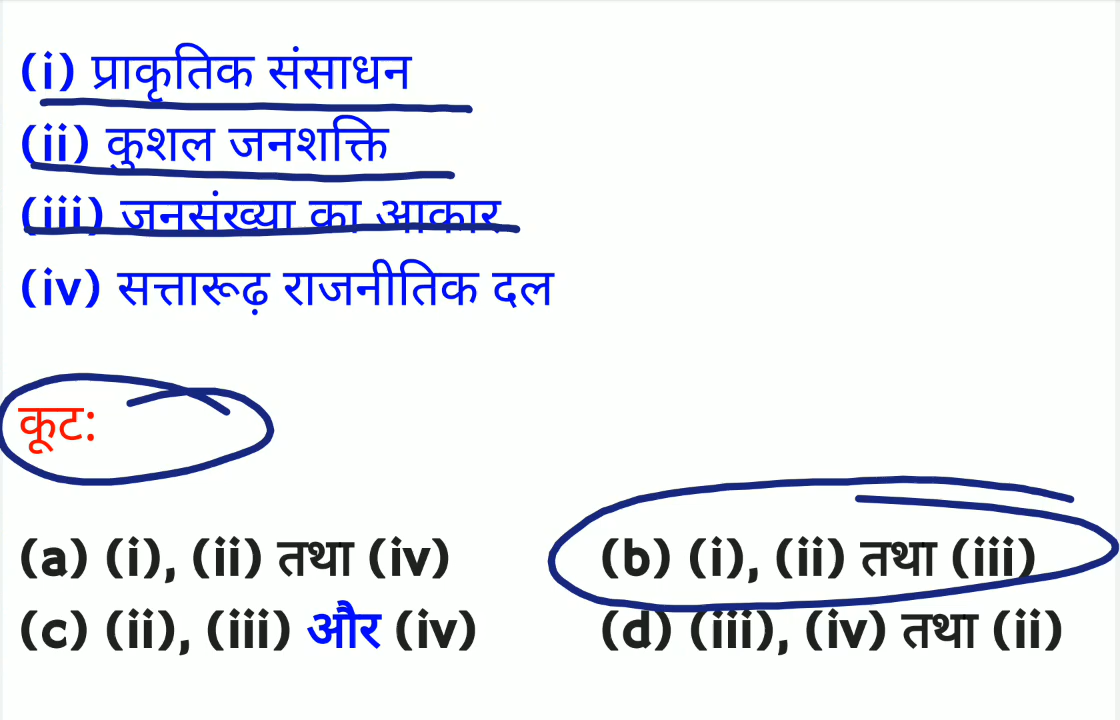 (i) प्राकृतिक संसाधन
(ii) कुशल जनशक्ति
(iii) जनसंख्या का आकार
(iv) सत्तारूढ़ राजनीतिक दल
कूट:
(a) (i), (ii) तथा (iv) (b) (i), (ii) तथा (iii)
(c) (ii), (iii) और (iv) (d) (iii), (iv) तथा (ii)